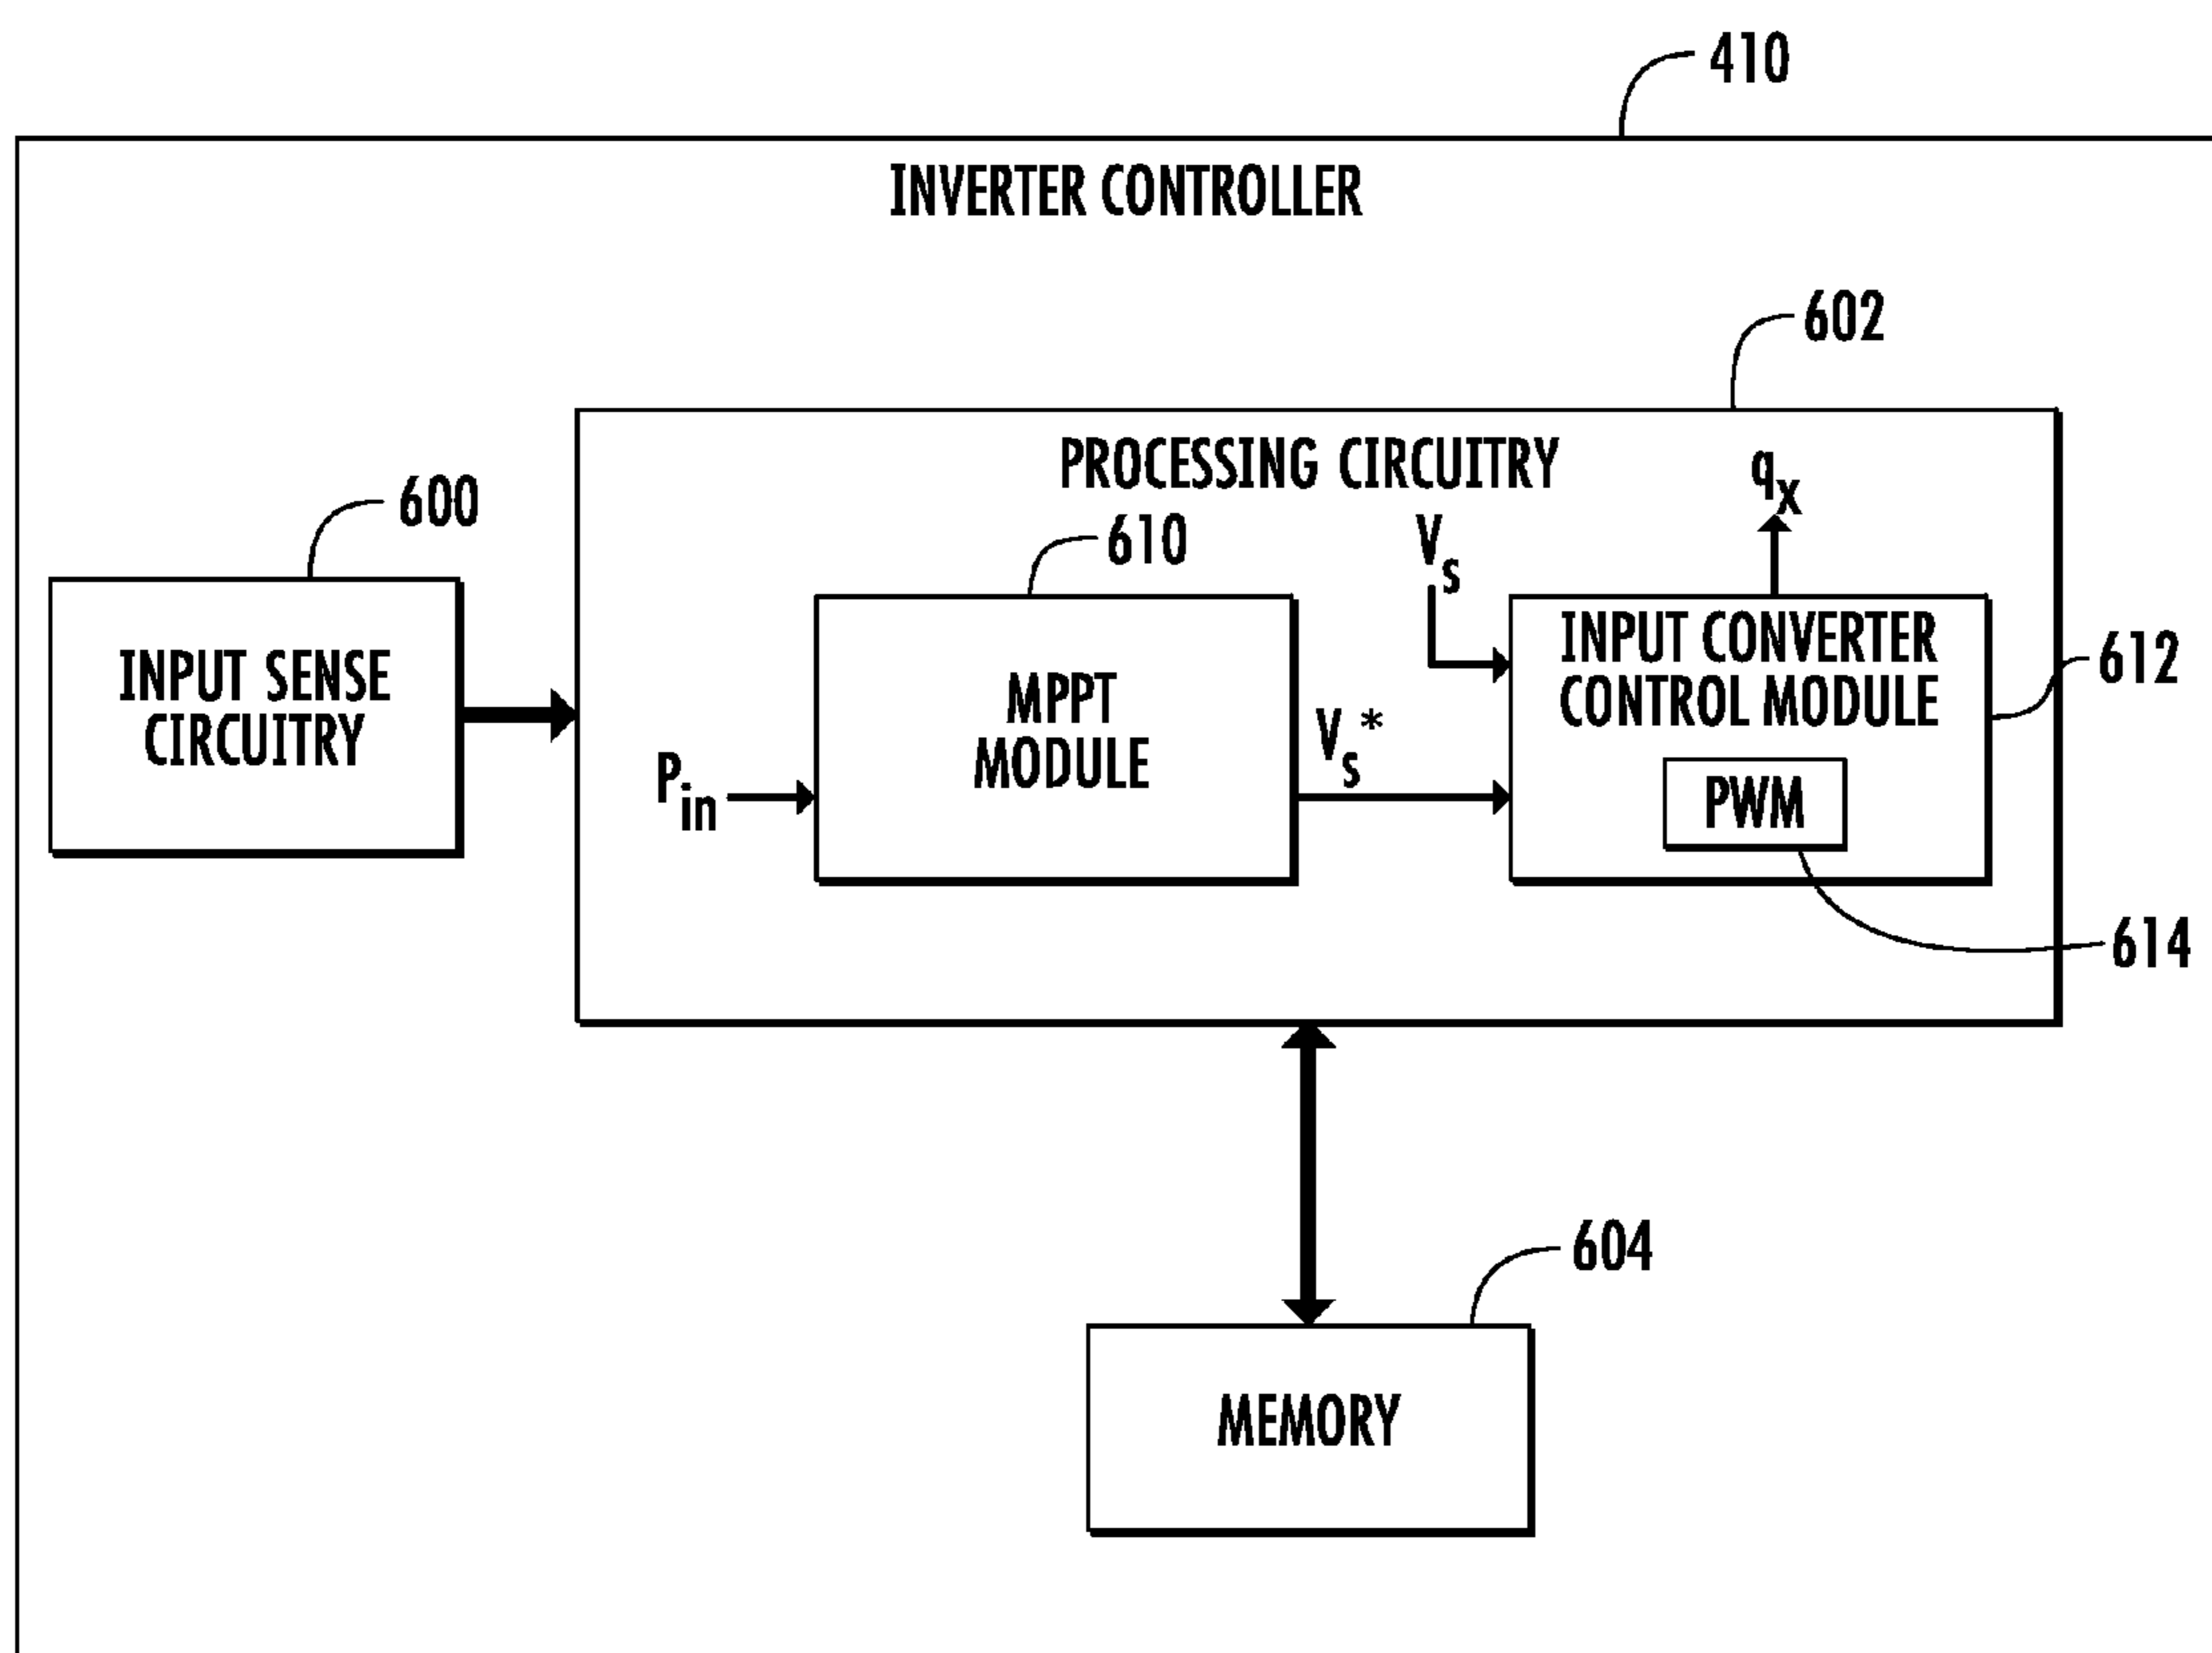 410
INVERTER CONTROLLER
602
PROCESSING CIRCUITRY
qx
600
610
Vs
INPUT SENSE
CIRCUITRY
MPPT
MODULE
INPUT CONVERTER
CONTROL MODULE
612
Pin
Vs*
PWM
614
604
MEMORY